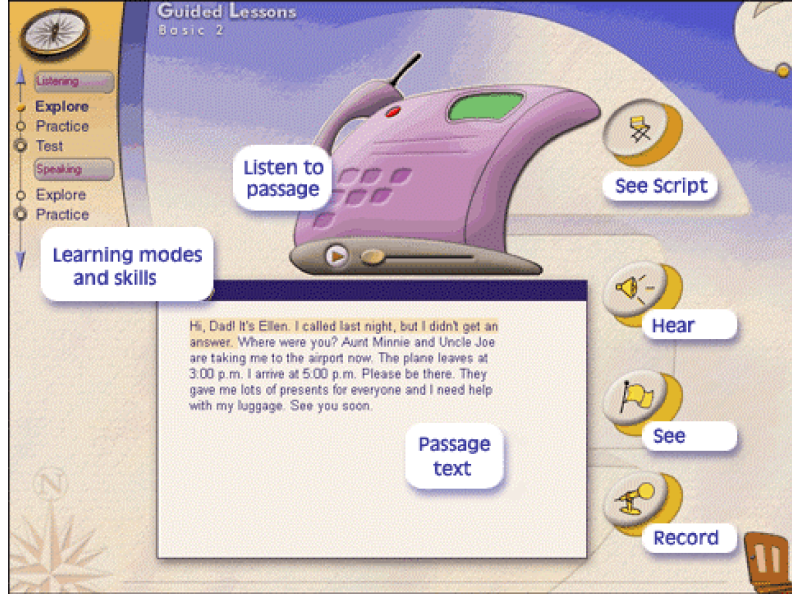 Guided Lessons
Basic 2
Listening
Explore
Practice
Test
Speaking
Explore
Practice
Learning modes
and skills
Listen to
passage
See Script
Hi, Dad! It's Ellen. I called last night, but I didn't get an
answer. Where were you? Aunt Minnie and Uncle Joe
are taking me to the airport now. The plane leaves at
3:00 p.m. I arrive at 5:00 p.m. Please be there. They
gave me lots of presents for everyone and I need help
with my luggage. See you soon.
Passage
text
Hear
See
Record
N